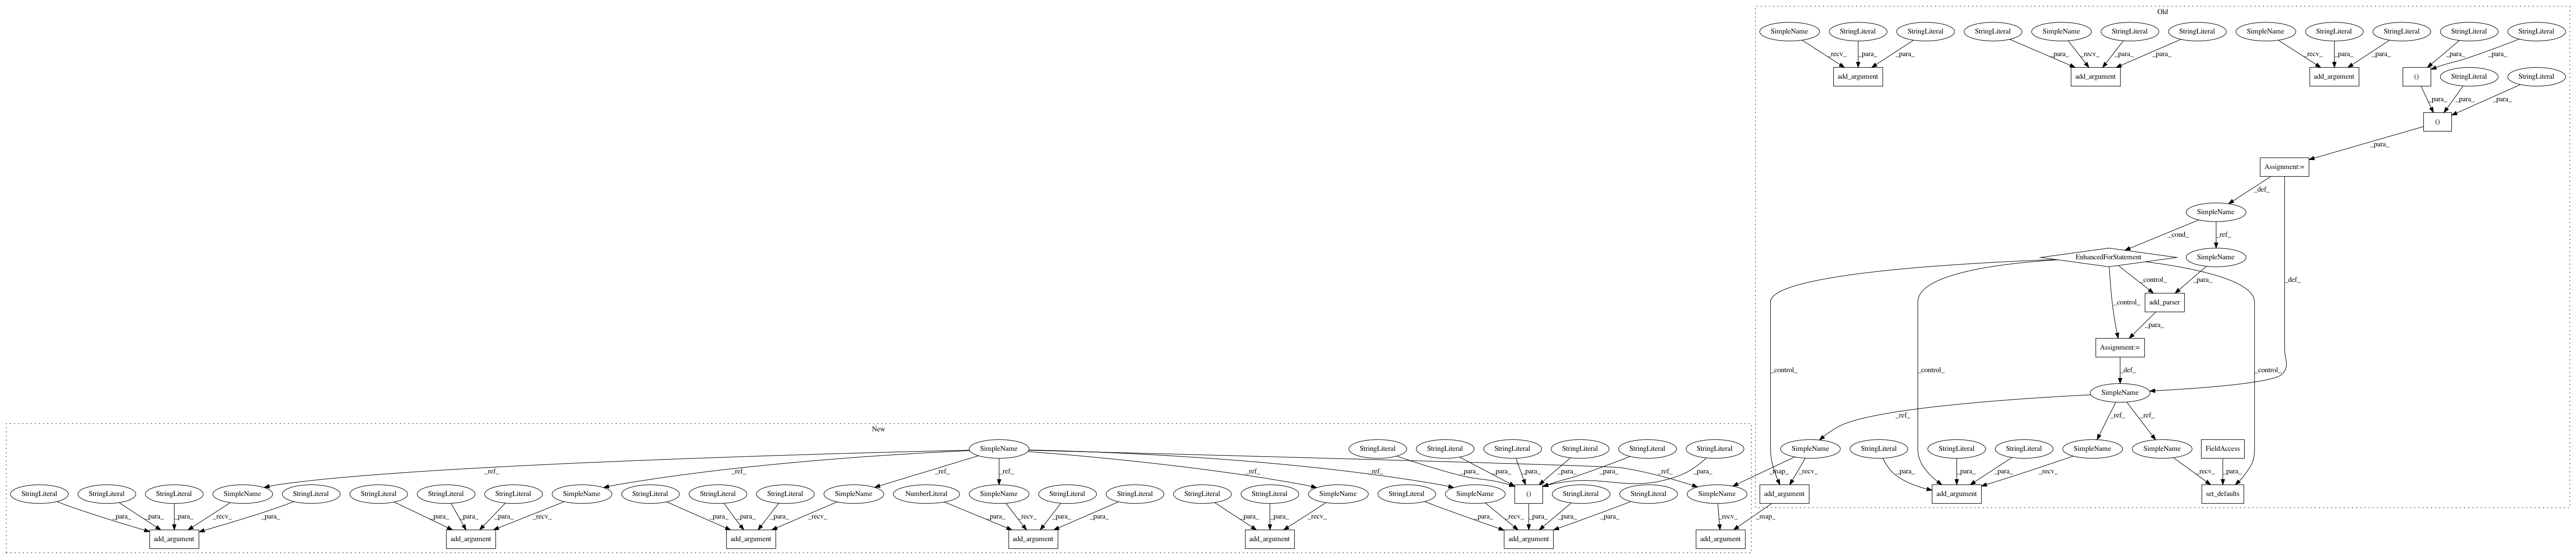 Old
SimpleName StringLiteral StringLiteral StringLiteral SimpleName StringLiteral StringLiteral SimpleName StringLiteral StringLiteral StringLiteral StringLiteral
_recv_ _para_ _para_ _para_ _recv_ _para_ _para_ _recv_ _para_ _para_ _para_ _para_
add_argument add_argument add_argument () StringLiteral StringLiteral
_para_ _para_ _para_
()
_para_
Assignment:=
_def_
SimpleName
_cond_ _ref_
EnhancedForStatement SimpleName
_control_ _para_ _def_
_control_ add_parser
_para_
Assignment:=
_control_ _control_ _def_ _control_
SimpleName
_ref_ _ref_ _ref_
New
SimpleName StringLiteral StringLiteral StringLiteral StringLiteral StringLiteral StringLiteral SimpleName StringLiteral StringLiteral StringLiteral SimpleName SimpleName FieldAccess
_ref_ _ref_ _ref_ _ref_ _ref_ _ref_ _para_ _para_ _para_ _para_ _para_ _para_ _ref_ _map_ _recv_ _para_ _para_ _para_ _recv_ _recv_ _para_
StringLiteral StringLiteral StringLiteral SimpleName StringLiteral StringLiteral StringLiteral StringLiteral SimpleName StringLiteral StringLiteral StringLiteral SimpleName NumberLiteral SimpleName StringLiteral StringLiteral StringLiteral StringLiteral SimpleName StringLiteral SimpleName () StringLiteral StringLiteral SimpleName add_argument add_argument set_defaults
_para_ _para_ _para_ _recv_ _para_ _para_ _para_ _para_ _recv_ _para_ _para_ _para_ _recv_ _para_ _recv_ _para_ _para_ _para_ _para_ _recv_ _para_ _recv_ _para_ _para_ _para_ _recv_ _map_
add_argument add_argument add_argument add_argument add_argument add_argument add_argument